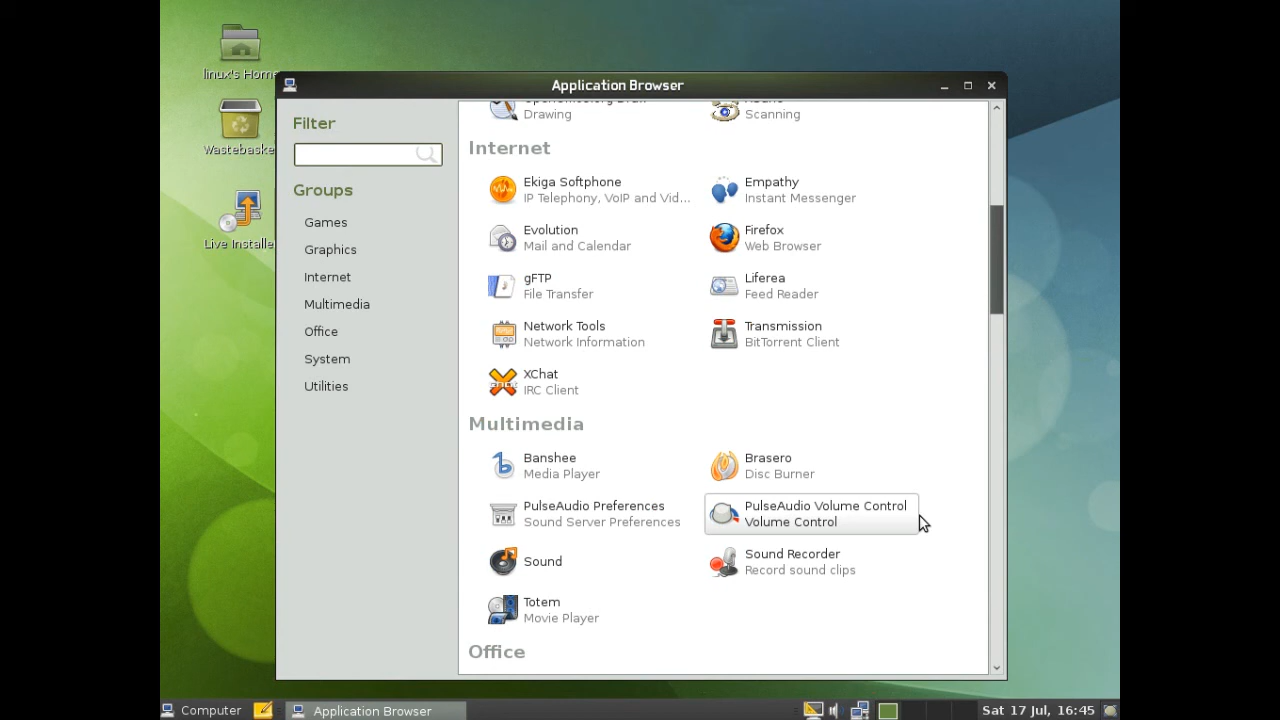 linux's Hom
Wastebaske
Live Installe
Application Browser
Filter
Groups
Games
Graphics
Internet
Multimedia
Office
System
Utilities
Drawing
Scanning
Internet
Ekiga Softphone
IP Telephony, VoIP and Vid...
Empathy
Instant Messenger
Evolution
Mail and Calendar
Firefox
Web Browser
gFTP
File Transfer
Liferea
Feed Reader
Network Tools
Network Information
Transmission
BitTorrent Client
XChat
IRC Client
Multimedia
Banshee
Media Player
Brasero
Disc Burner
PulseAudio Preferences
Sound Server Preferences
PulseAudio Volume Control
Volume Control
Sound
Sound Recorder
Record sound clips
Totem
Movie Player
Office
Computer
Application Browser
Sat 17 Jul, 16:45